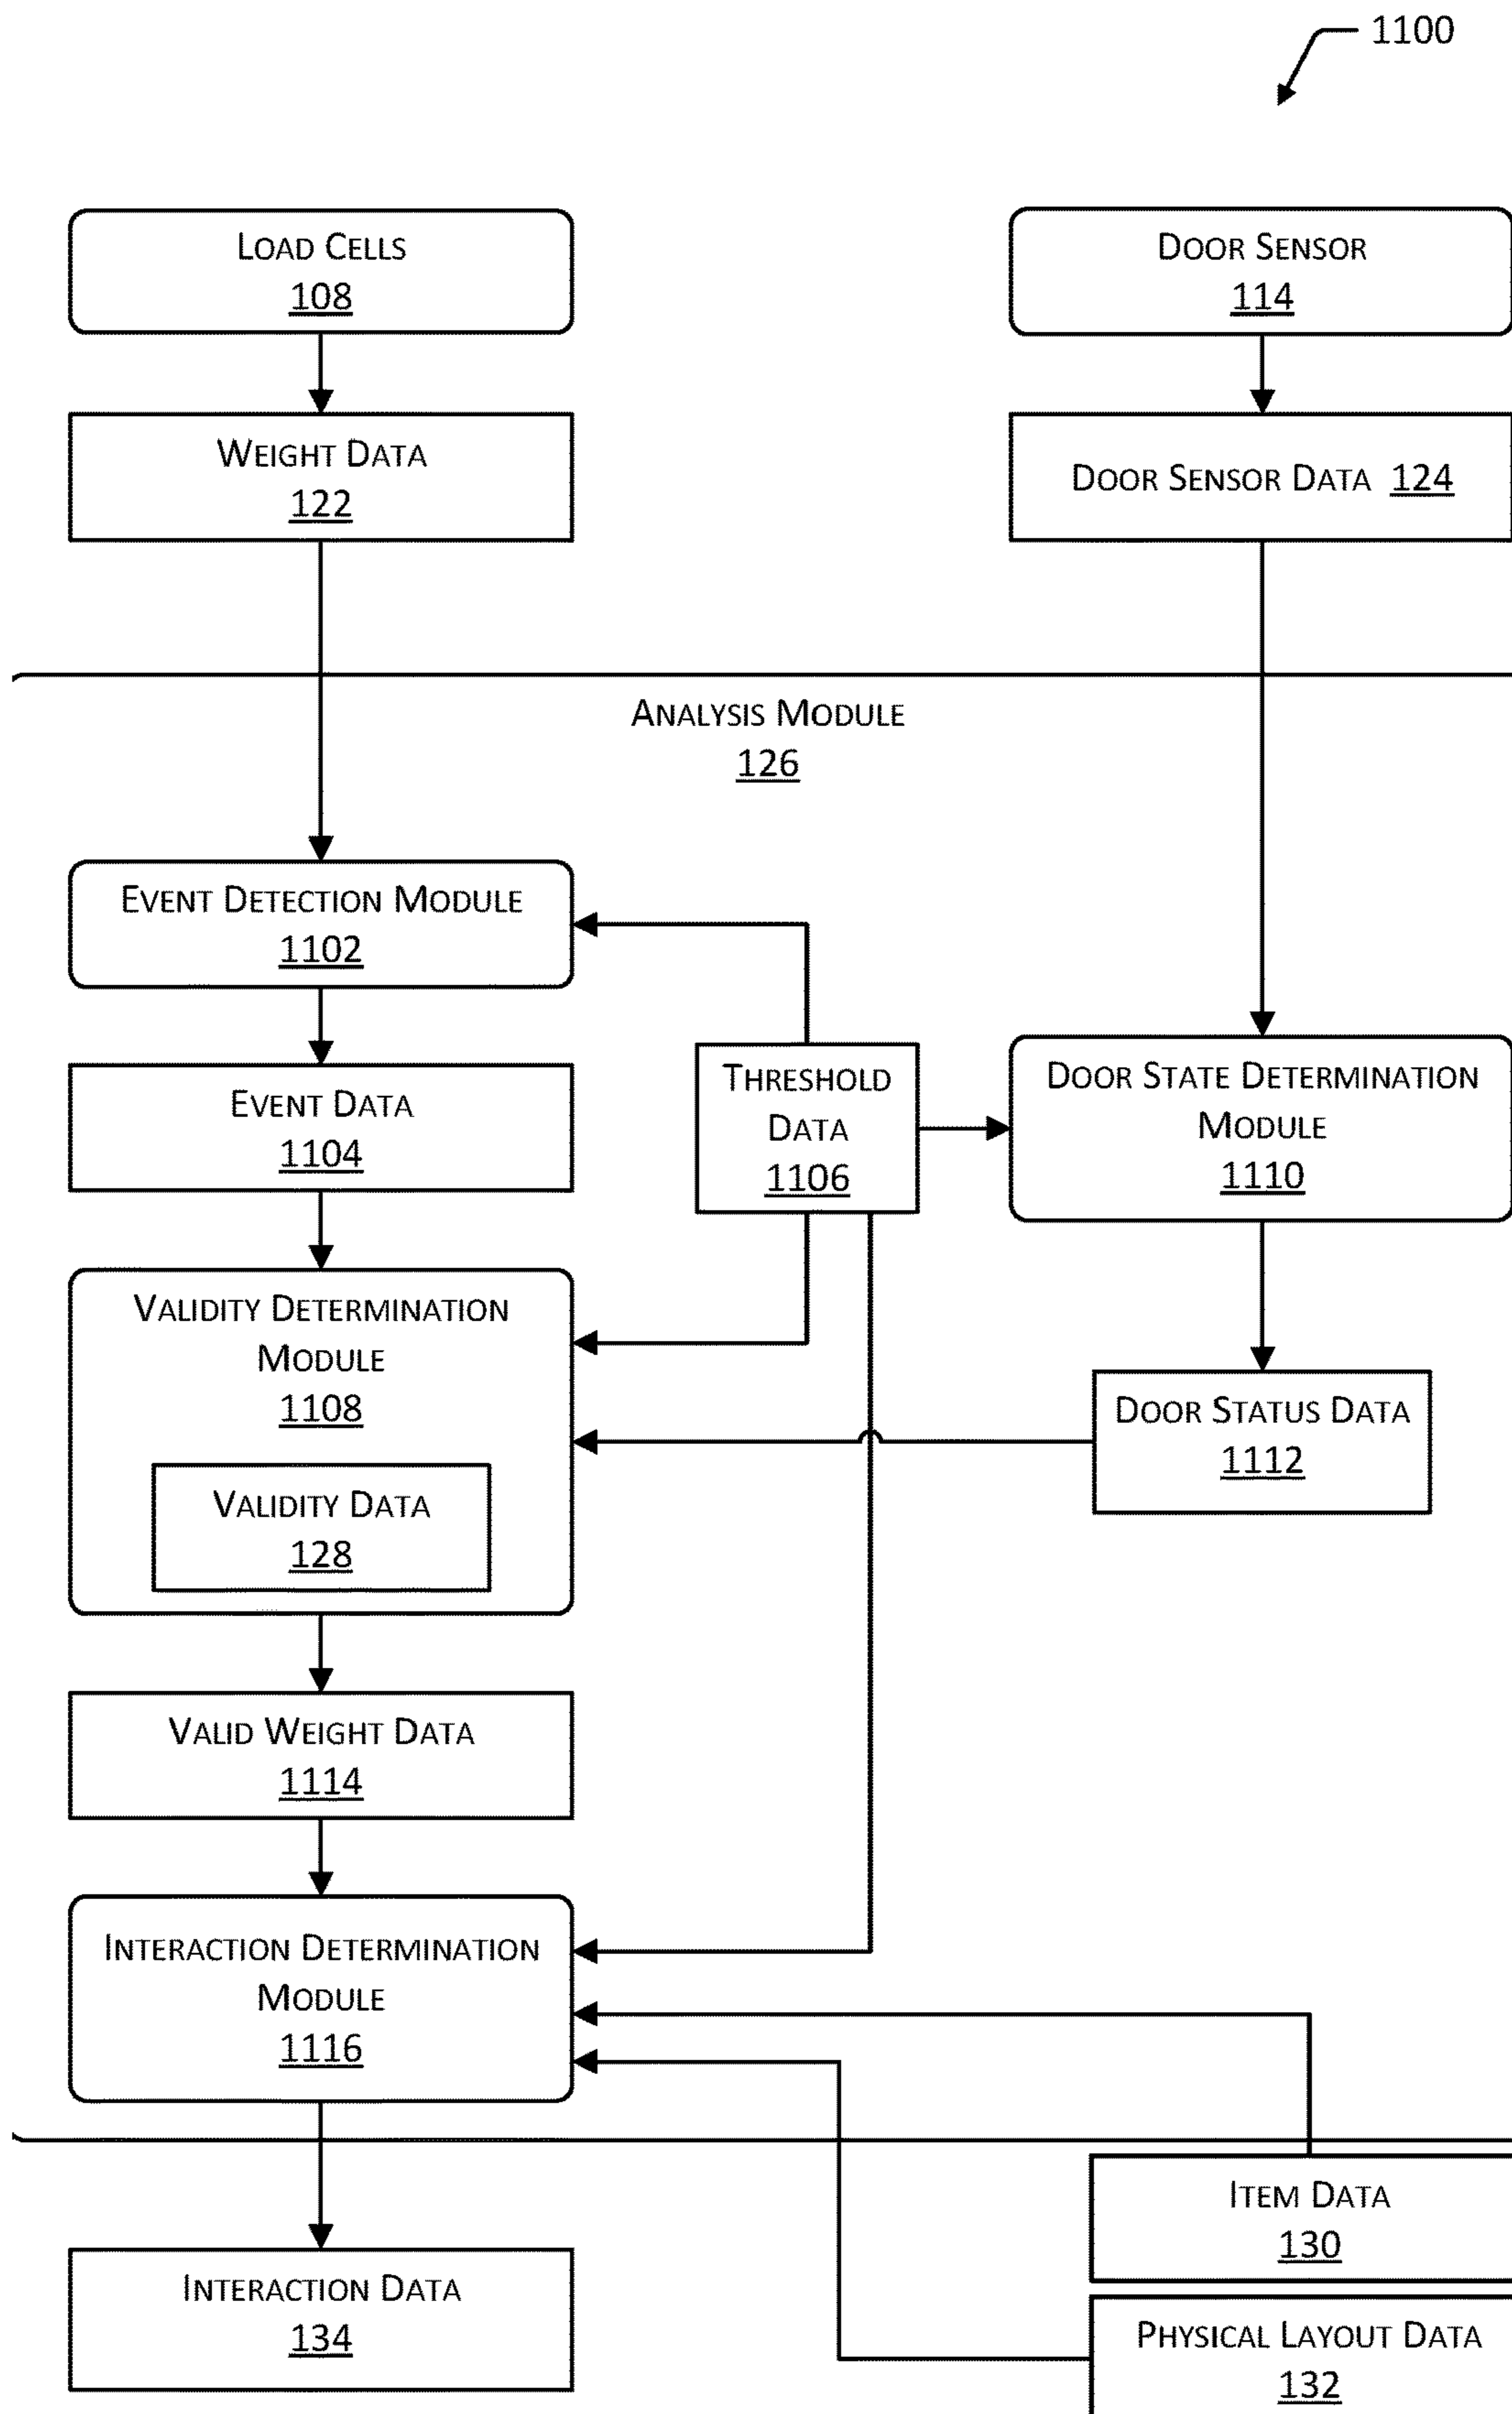 1100
LOAD CELLS
108
DOOR SENSOR
114
WEIGHT DATA
122
DOOR SENSOR DATA 124
ANALYSIS MODULE
126
EVENT DETECTION MODULE
1102
EVENT DATA
1104
THRESHOLD
DATA
1106
DOOR STATE DETERMINATION
MODULE
1110
VALIDITY DETERMINATION
MODULE
1108
VALIDITY DATA
128
DOOR STATUS DATA
1112
VALID WEIGHT DATA
1114
INTERACTION DETERMINATION
MODULE
1116
ITEM DATA
130
INTERACTION DATA
134
PHYSICAL LAYOUT DATA
132